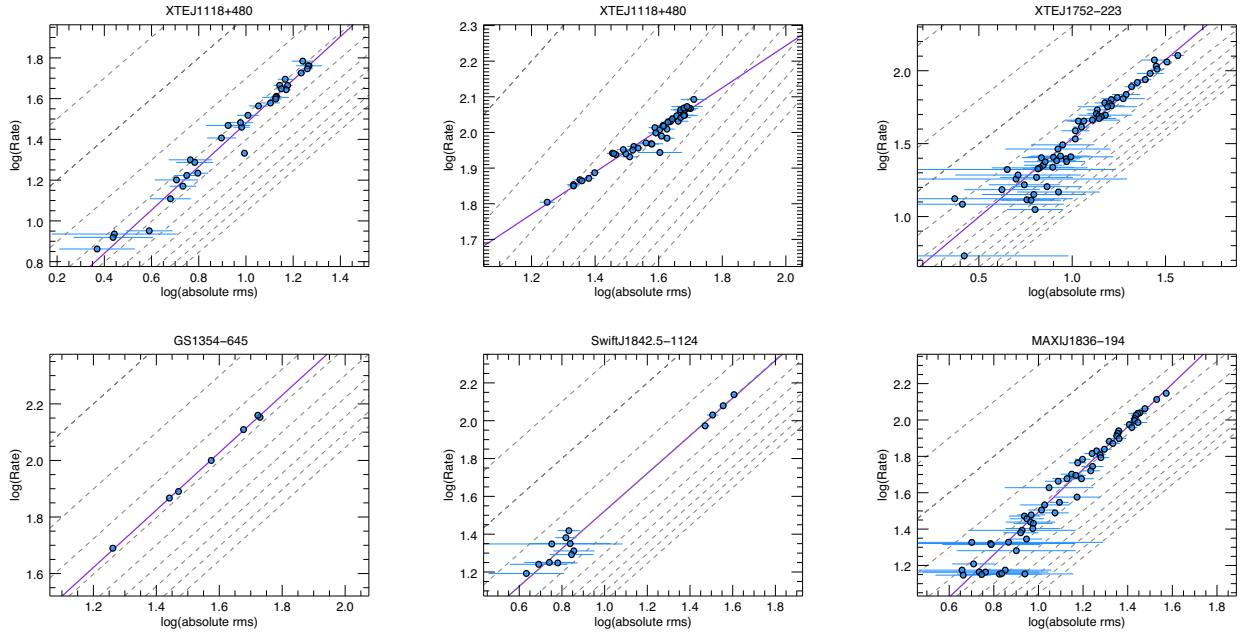 XTEJ1118+480
log(Rate)
1.8
1.6
1.4
1.2
1.0
0.8
0.2 0.4 0.6 0.8 1.0 1.2 1.4
log(absolute rms)
XTEJ1118+480
log(Rate)
2.3
2.2
2.1
2.0
1.9
1.8
1.7
1.2 1.4 1.6 1.8 2.0
log(absolute rms)
XTEJ1752−223
log(Rate)
2.0
1.5
1.0
0.5 1.0 1.5
log(absolute rms)
GS1354−645
log(Rate)
2.2
2.0
1.8
1.6
1.2 1.4 1.6 1.8 2.0
log(absolute rms)
SwiftJ1842.5−1124
log(Rate)
2.2
2.0
1.8
1.6
1.4
1.2
0.6 0.8 1.0 1.2 1.4 1.6 1.8
log(absolute rms)
MAXIJ1836−194
log(Rate)
2.2
2.0
1.8
1.6
1.4
1.2
0.6 0.8 1.0 1.2 1.4 1.6 1.8
log(absolute rms)